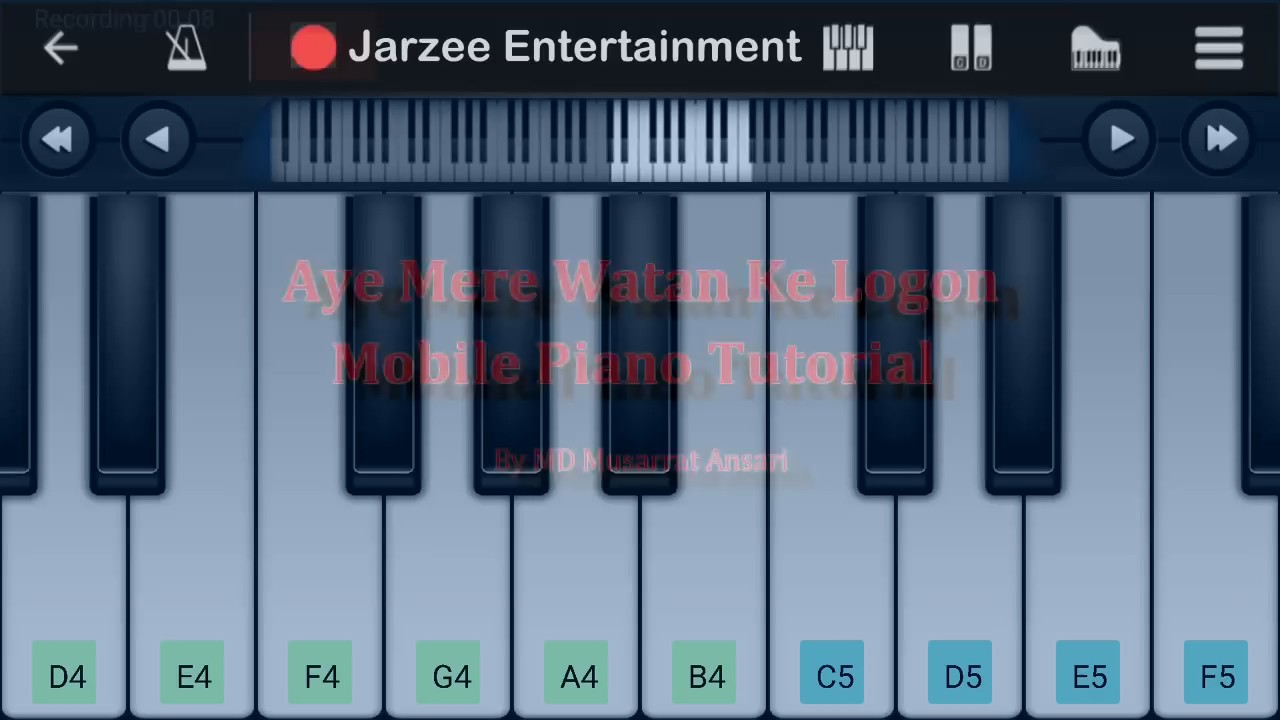 Recording 00:08
Jarzee Entertainment
Aye Mere Watan Ke Logon
Mobile Piano Tutorial
By MD Musarrat Ansari
D4 E4 F4 G4 A4 B4 C5 D5 E5 F5